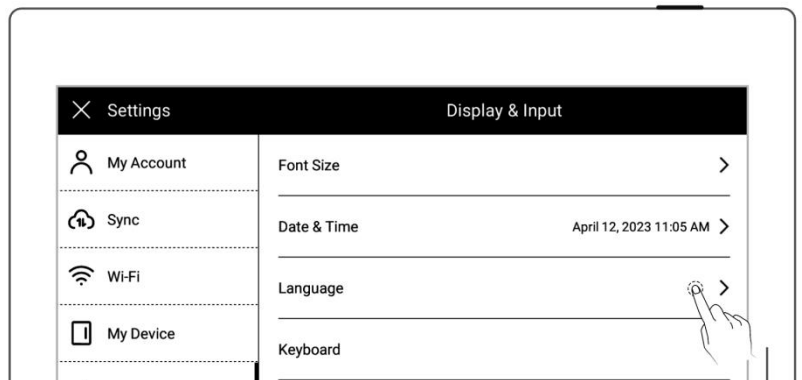 Settings
Display & Input
My Account
Font Size
Sync
Date & Time April 12, 2023 11:05 AM
Wi-Fi
Language
My Device
Keyboard